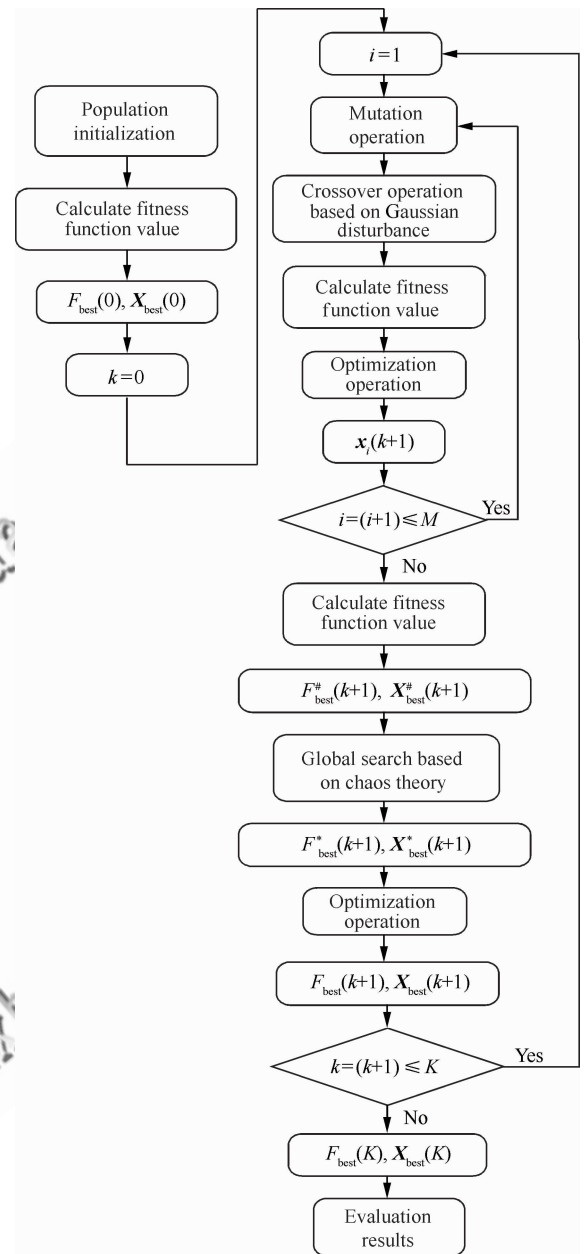 Population
initialization
Calculate fitness
function value
F_best(0), X_best(0)
k=0
i=1
Mutation
operation
Crossover operation
based on Gaussian
disturbance
Calculate fitness
function value
Optimization
operation
x_i(k+1)
i=(i+1)≤M
Yes
No
Calculate fitness
function value
F^#_best(k+1), X^#_best(k+1)
Global search based
on chaos theory
F^*_best(k+1), X^*_best(k+1)
Optimization
operation
F_best(k+1), X_best(k+1)
k=(k+1)≤K
Yes
No
F_best(K), X_best(K)
Evaluation
results